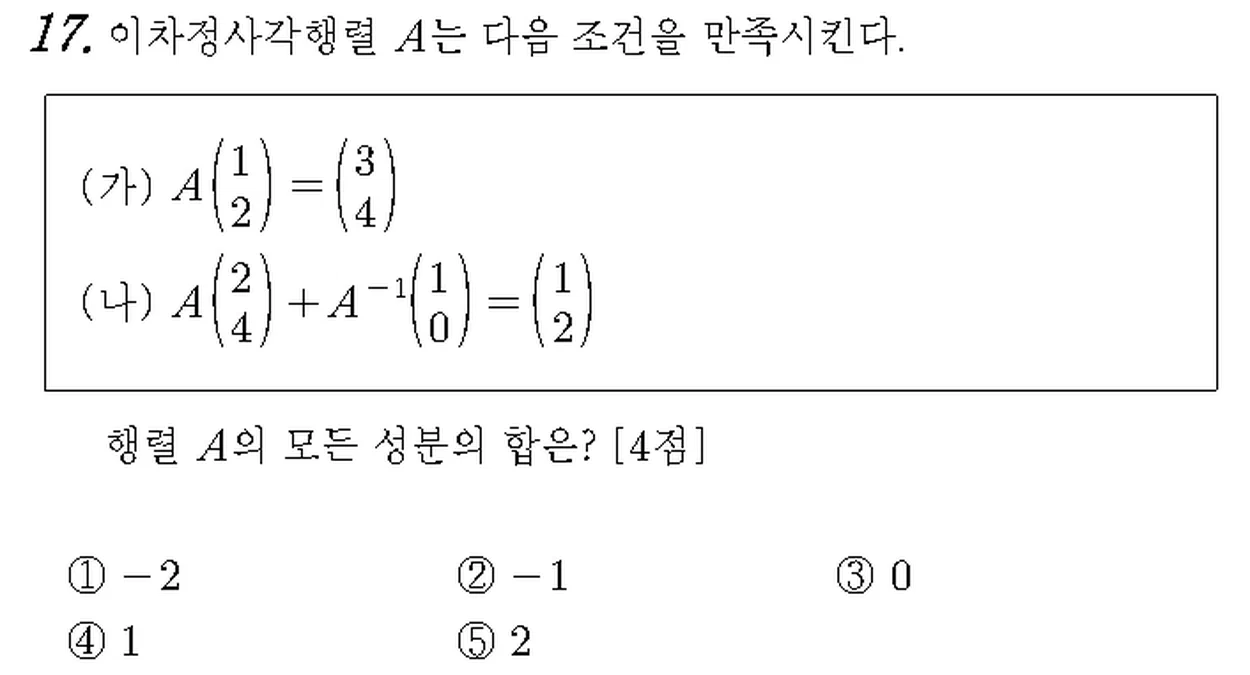 17. 이차정사각행렬 A는 다음 조건을 만족시킨다.
(가) A(1 2) = (3 4)
(나) A(2 4) + A⁻¹(1 0) = (1 2)
행렬 A의 모든 성분의 합은? [4점]
① −2 ② −1 ③ 0
④ 1 ⑤ 2